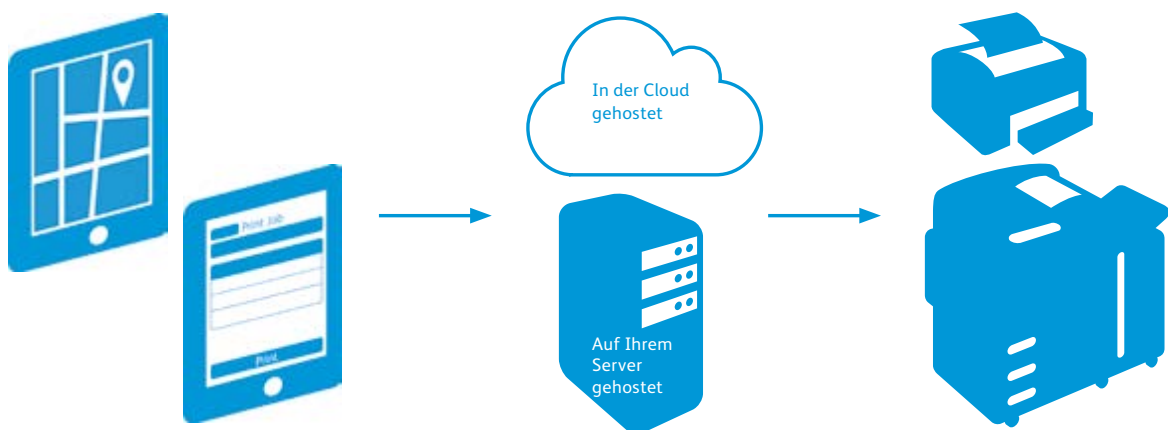 Print Job
Print
In der Cloud
gehostet
Auf Ihrem
Server
gehostet